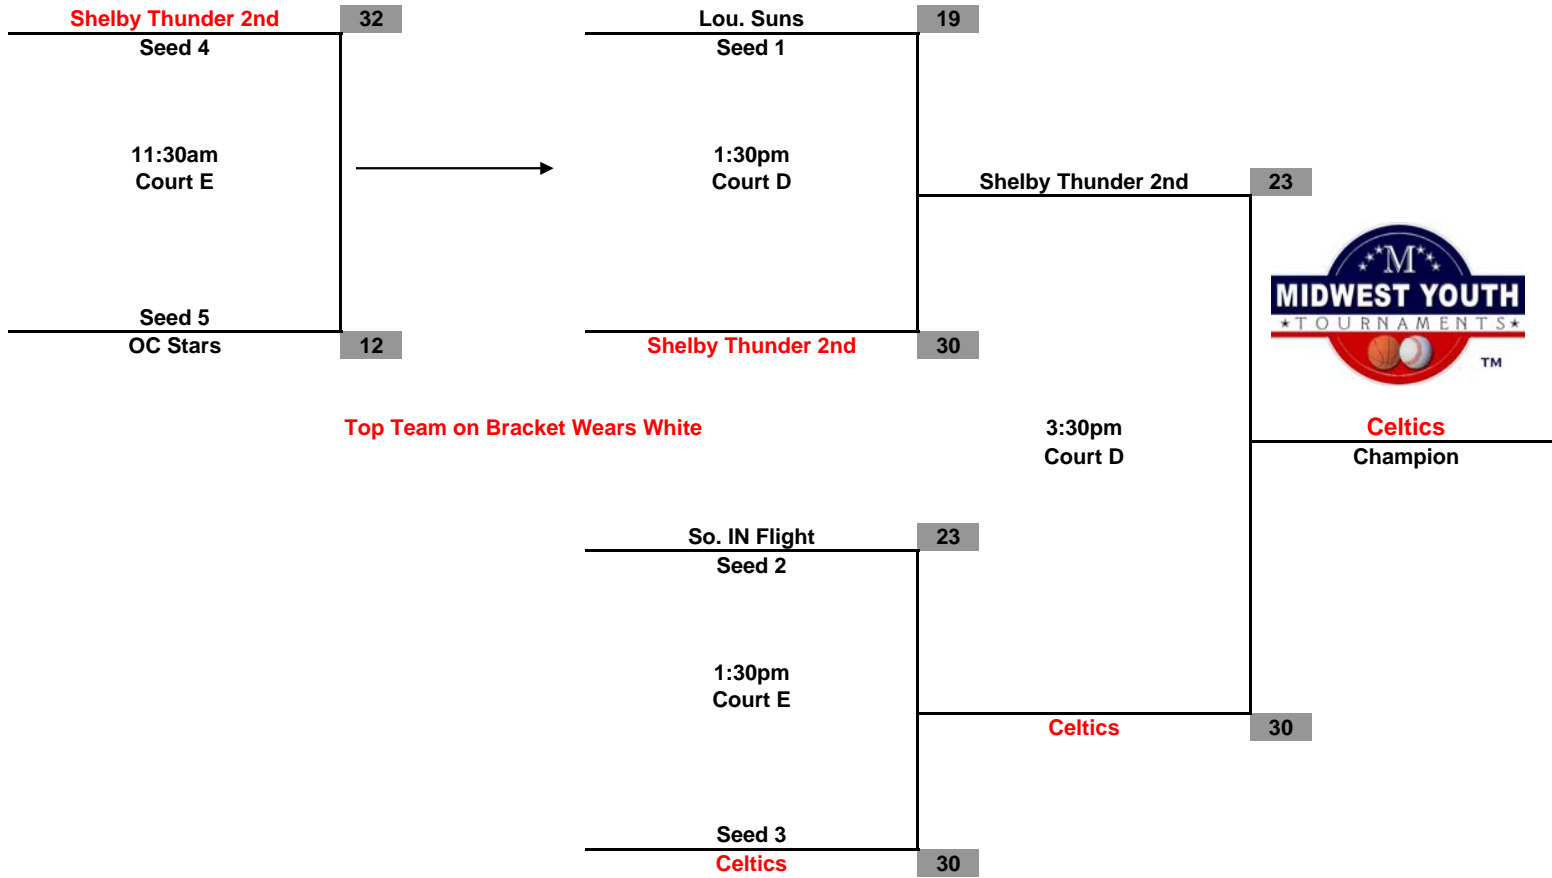 Shelby Thunder 2nd 32
Seed 4
11:30am
Court E
Seed 5
OC Stars 12
Lou. Suns 19
Seed 1
1:30pm
Court D
Shelby Thunder 2nd 30
Shelby Thunder 2nd 23
M
MIDWEST YOUTH
TOURNAMENTS
TM
Top Team on Bracket Wears White
3:30pm
Court D
Celtics
Champion
So. IN Flight 23
Seed 2
1:30pm
Court E
Celtics 30
Seed 3
Celtics 30